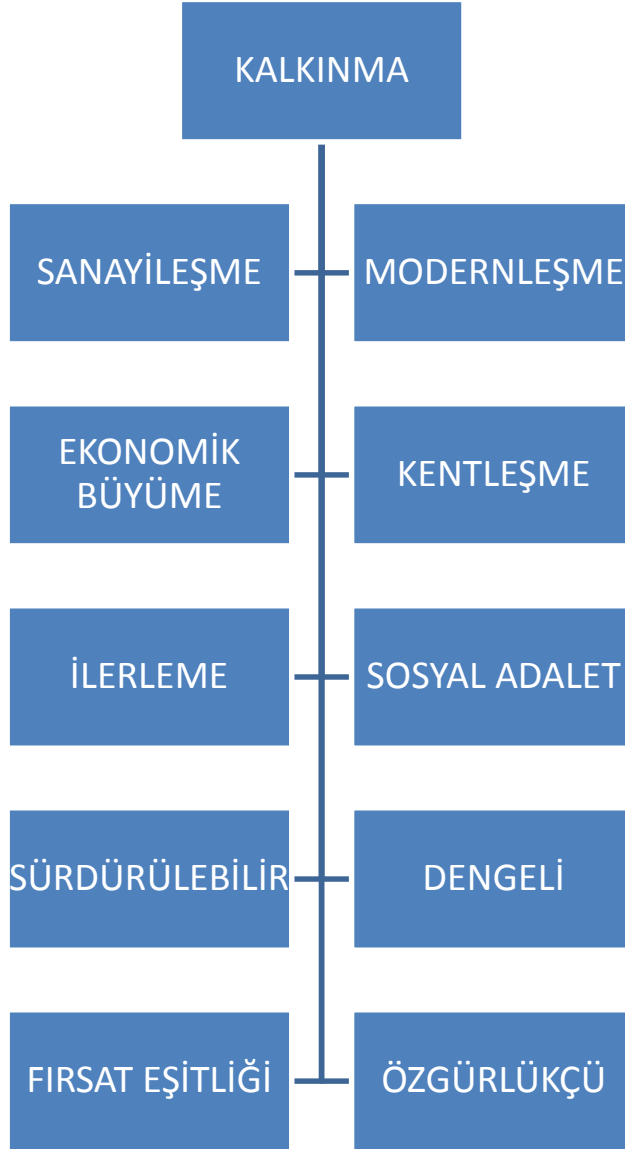 KALKINMA
SANAYİLEŞME
MODERNLEŞME
EKONOMİK
BÜYÜME
KENTLEŞME
İLERLEME
SOSYAL ADALET
SÜRDÜRÜLEBİLİR
DENGELİ
FIRSAT EŞİTLİĞİ
ÖZGÜRLÜKÇÜ